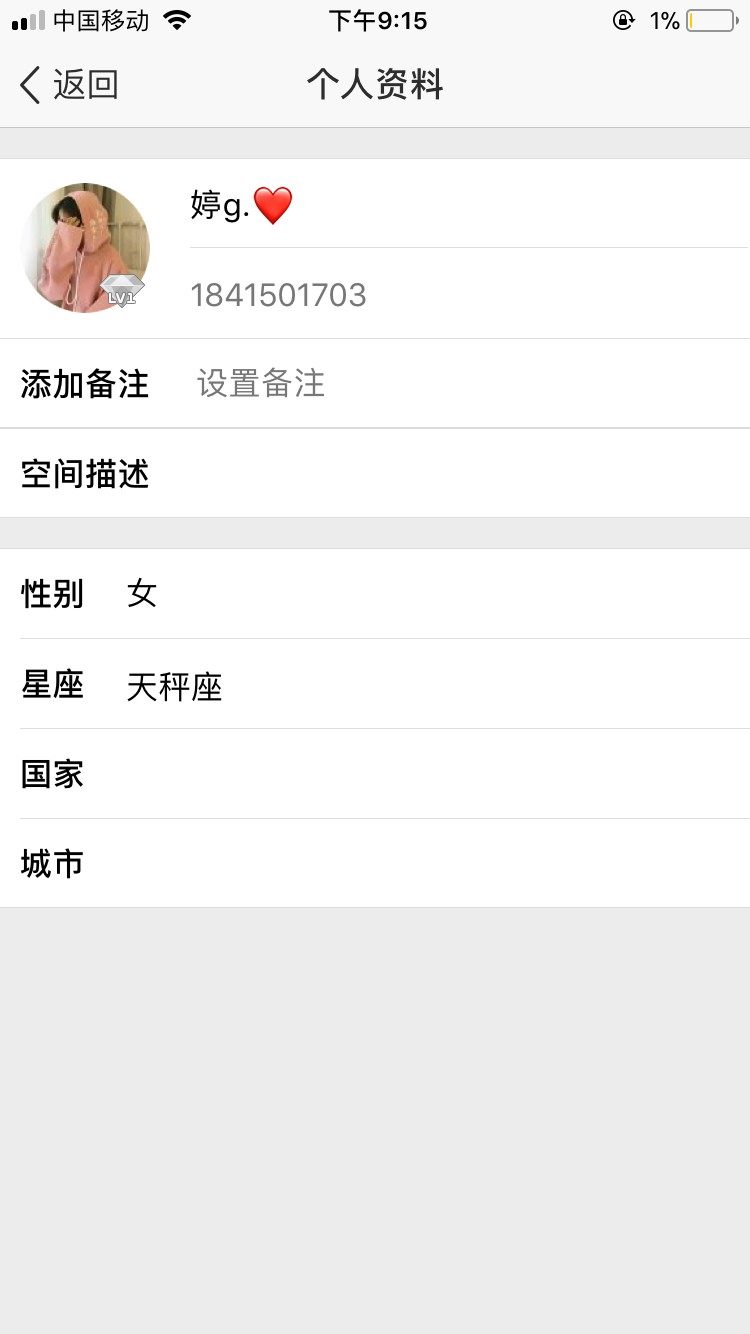 中国移动 下午9:15 1%
返回 个人资料
婷g.❤️
LV1
1841501703
添加备注 设置备注
空间描述
性别 女
星座 天秤座
国家
城市